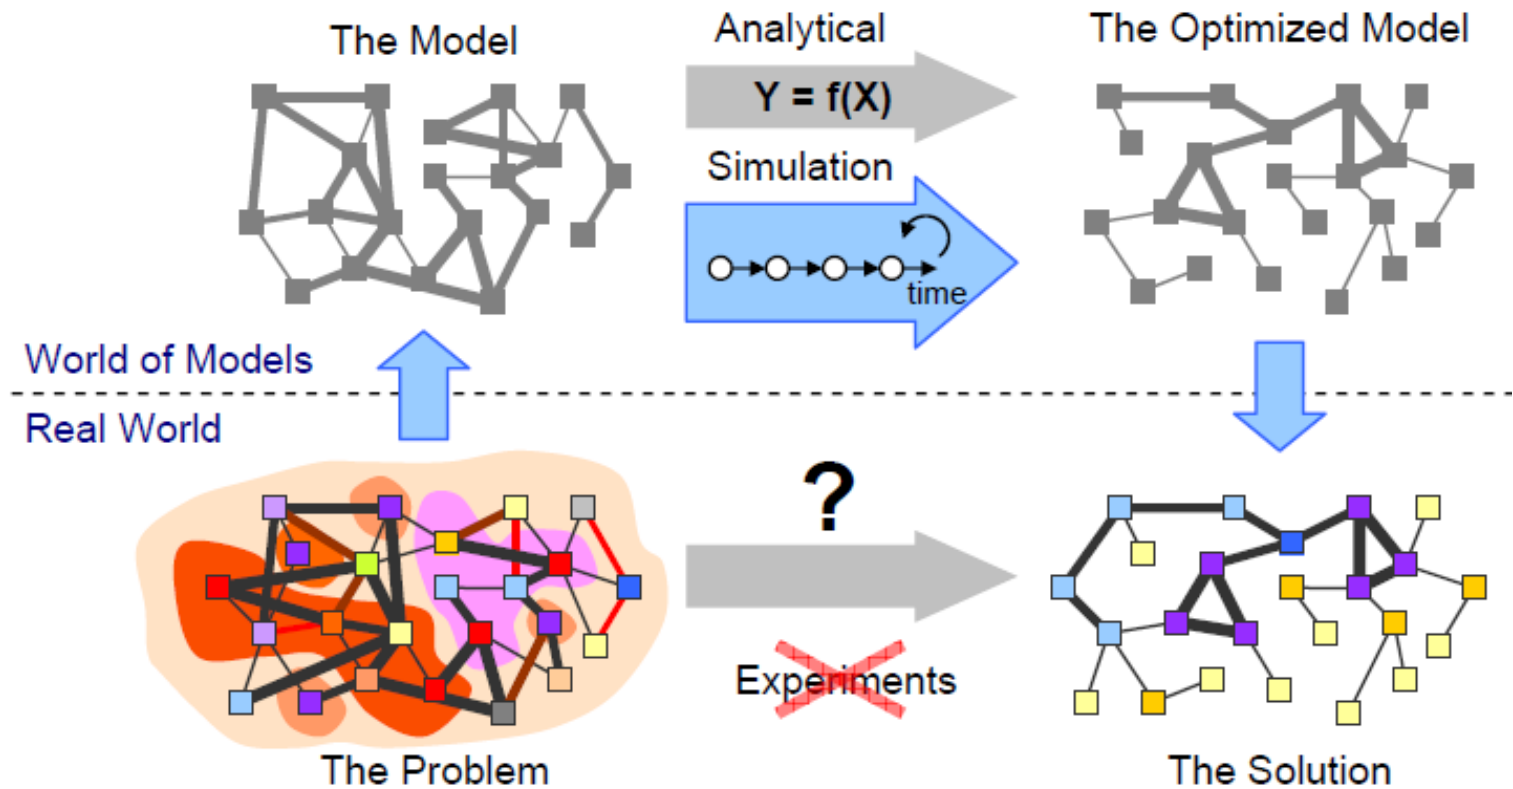 The Model
Analytical
The Optimized Model
Y = f(X)
Simulation
time
World of Models
Real World
?
Experiments
The Problem
The Solution